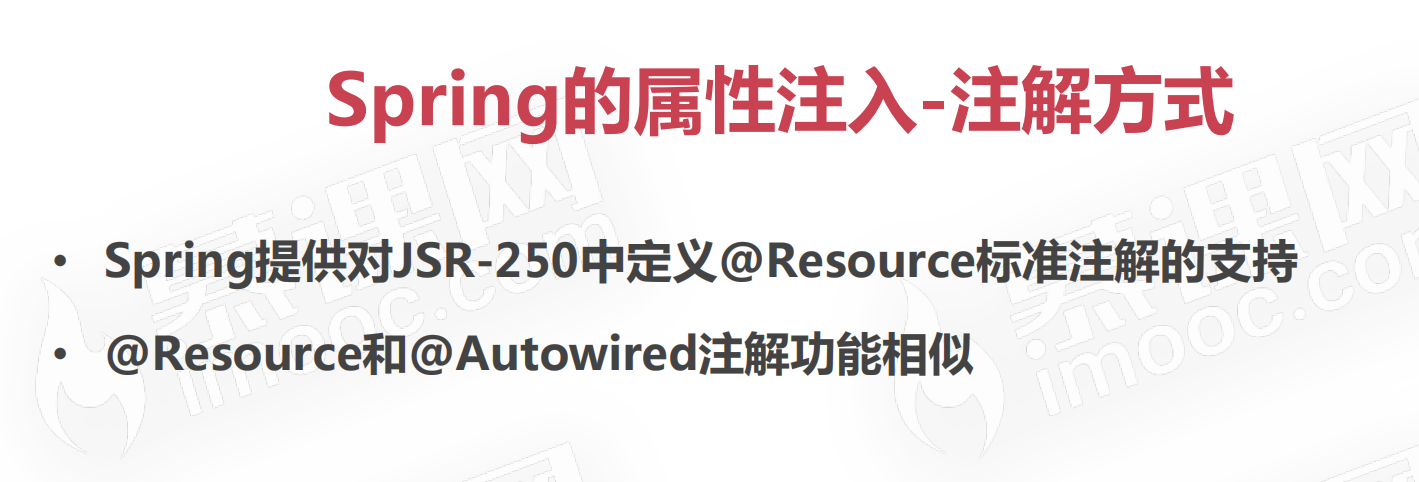 Spring的属性注入-注解方式
• Spring提供对JSR-250中定义@Resource标准注解的支持
• @Resource和@Autowired注解功能相似
慕课网
imooc.com
慕课网
imooc.com